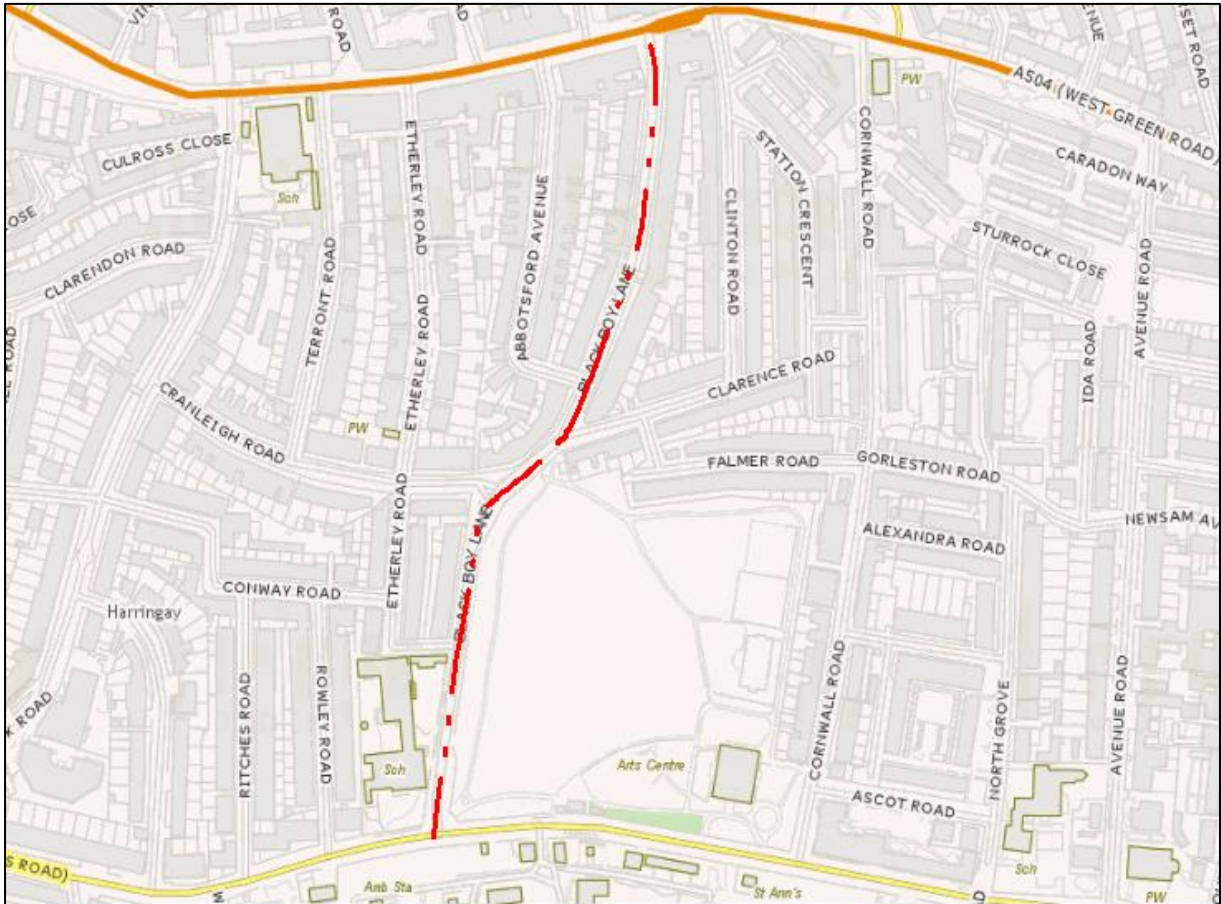 ROAD
CULROSS CLOSE
Sch
ETHERLEY ROAD
ABBOTSFORD AVENUE
PW
A504 (WEST GREEN ROAD)
CORNWALL ROAD
STATION CRESCENT
CARADON WAY
CLINTON ROAD
STURROCK CLOSE
AVENUE ROAD
CLARENDON ROAD
TERRONT ROAD
ETHERLEY ROAD
BLACK BOY LANE
IDA ROAD
CLARENCE ROAD
CRANLEIGH ROAD
PW
FALMER ROAD
GORLESTON ROAD
NEWSAM AV
ALEXANDRA ROAD
ETHERLEY ROAD
BLACK BOY LANE
CONWAY ROAD
Harringay
RITCHES ROAD
ROWLEY ROAD
Sch
Arts Centre
CORNWALL ROAD
NORTH GROVE
AVENUE ROAD
ASCOT ROAD
Sch
S ROAD)
Amb Sta
St Ann's
PW